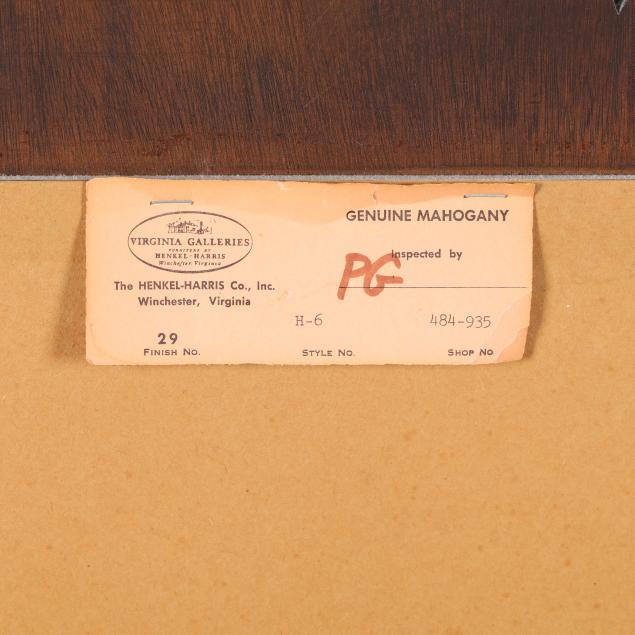 GENUINE MAHOGANY
VIRGINIA GALLERIES
FURNITURE BY
HENKEL-HARRIS
Winchester, Virginia
Inspected by
PG
The HENKEL-HARRIS Co., Inc.
Winchester, Virginia
29 H-6 484-935
FINISH NO. STYLE NO. SHOP NO